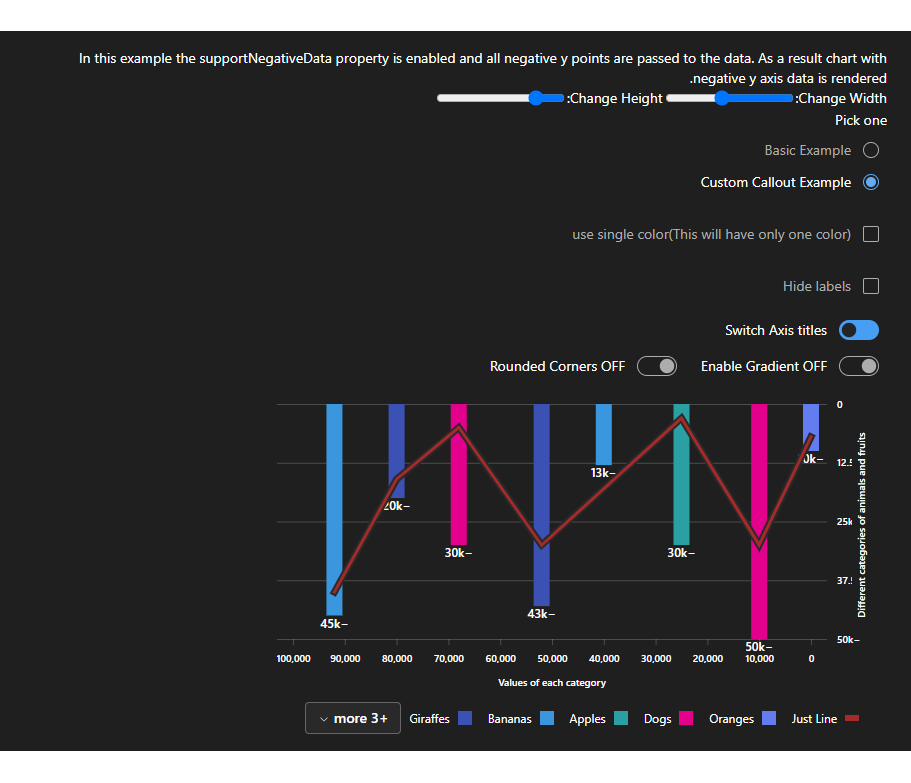 In this example the supportNegativeData property is enabled and all negative y points are passed to the data. As a result chart with
.negative y axis data is rendered
:Change Height :Change Width
Pick one
Basic Example
Custom Callout Example
use single color(This will have only one color)
Hide labels
Switch Axis titles
Rounded Corners OFF Enable Gradient OFF
0
12.5
25k
37.5
50k−
Different categories of animals and fruits
45k−
20k−
30k−
43k−
13k−
30k−
50k−
0k−
100,000 90,000 80,000 70,000 60,000 50,000 40,000 30,000 20,000 10,000 0
Values of each category
more 3+ Giraffes Bananas Apples Dogs Oranges Just Line